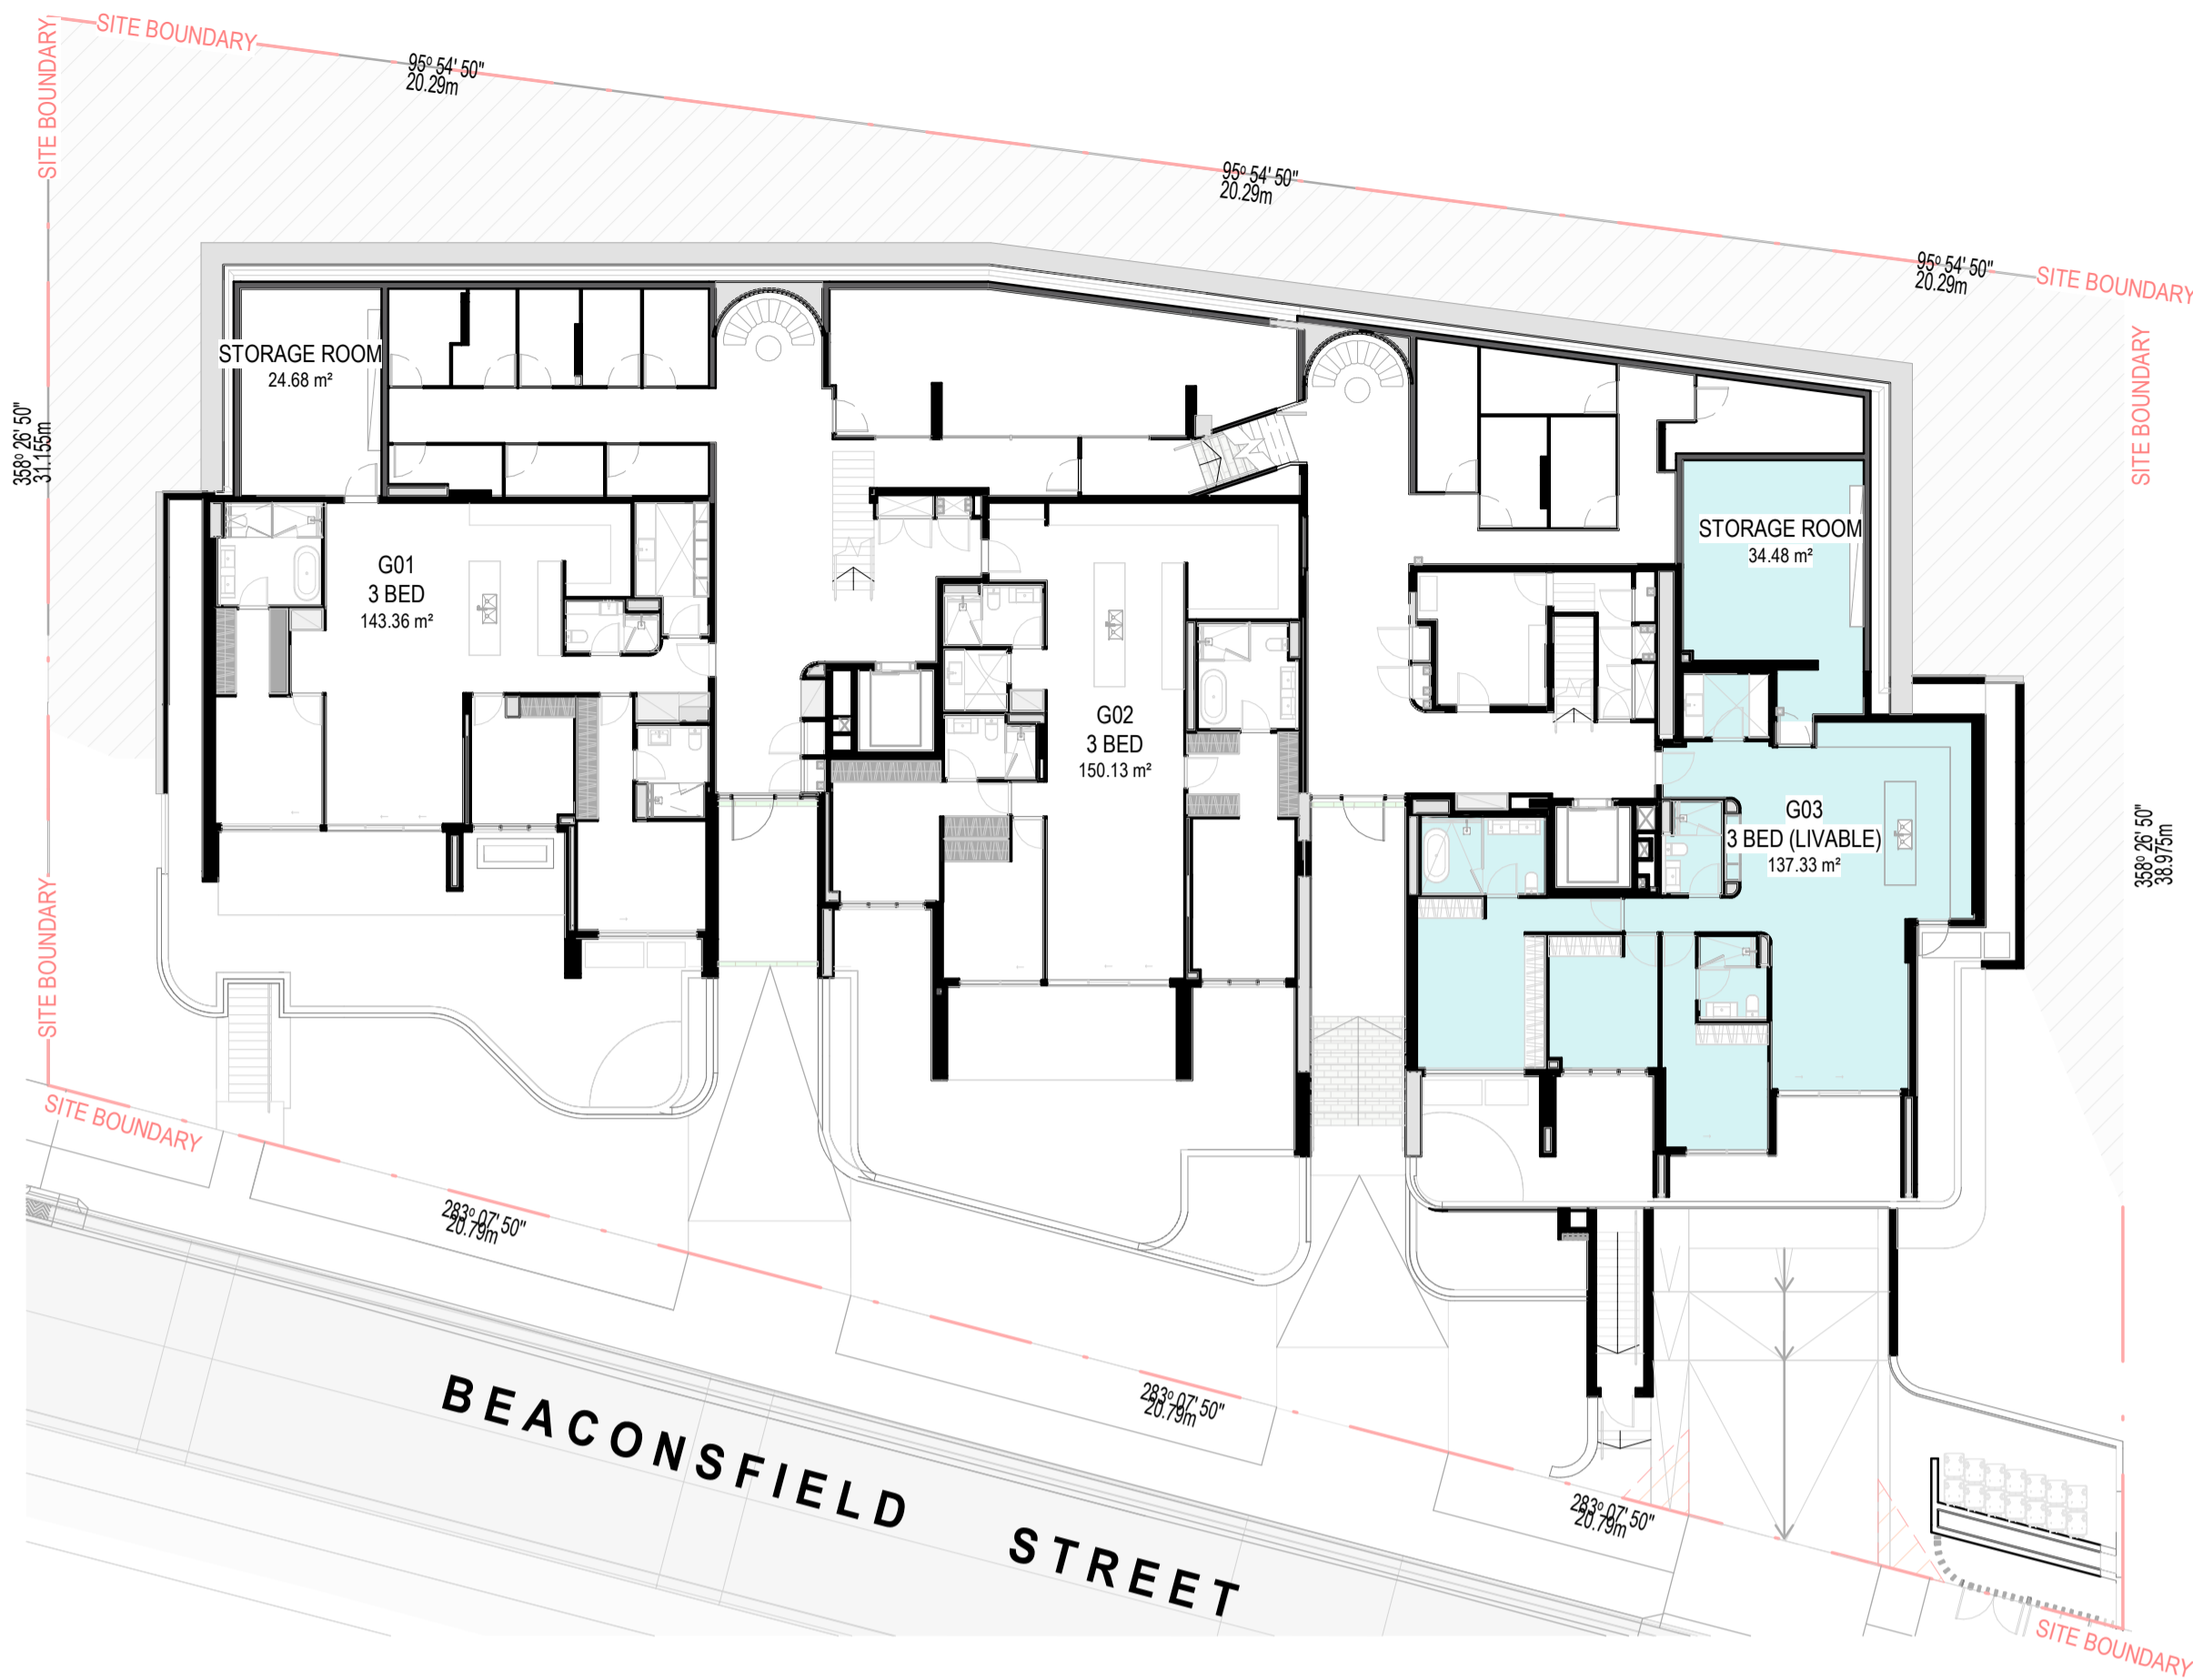 SITE BOUNDARY
SITE BOUNDARY
95º 54' 50"
20.29m
95º 54' 50"
20.29m
95º 54' 50"
20.29m
SITE BOUNDARY
SITE BOUNDARY
STORAGE ROOM
24.68 m²
358º 26' 50"
31.155m
G01
3 BED
143.36 m²
STORAGE ROOM
34.48 m²
G02
3 BED
150.13 m²
G03
3 BED (LIVABLE)
137.33 m²
358º 26' 50"
38.975m
SITE BOUNDARY
SITE BOUNDARY
283º 07' 50"
20.79m
283º 07' 50"
20.79m
283º 07' 50"
20.79m
BEACONSFIELD STREET
SITE BOUNDARY